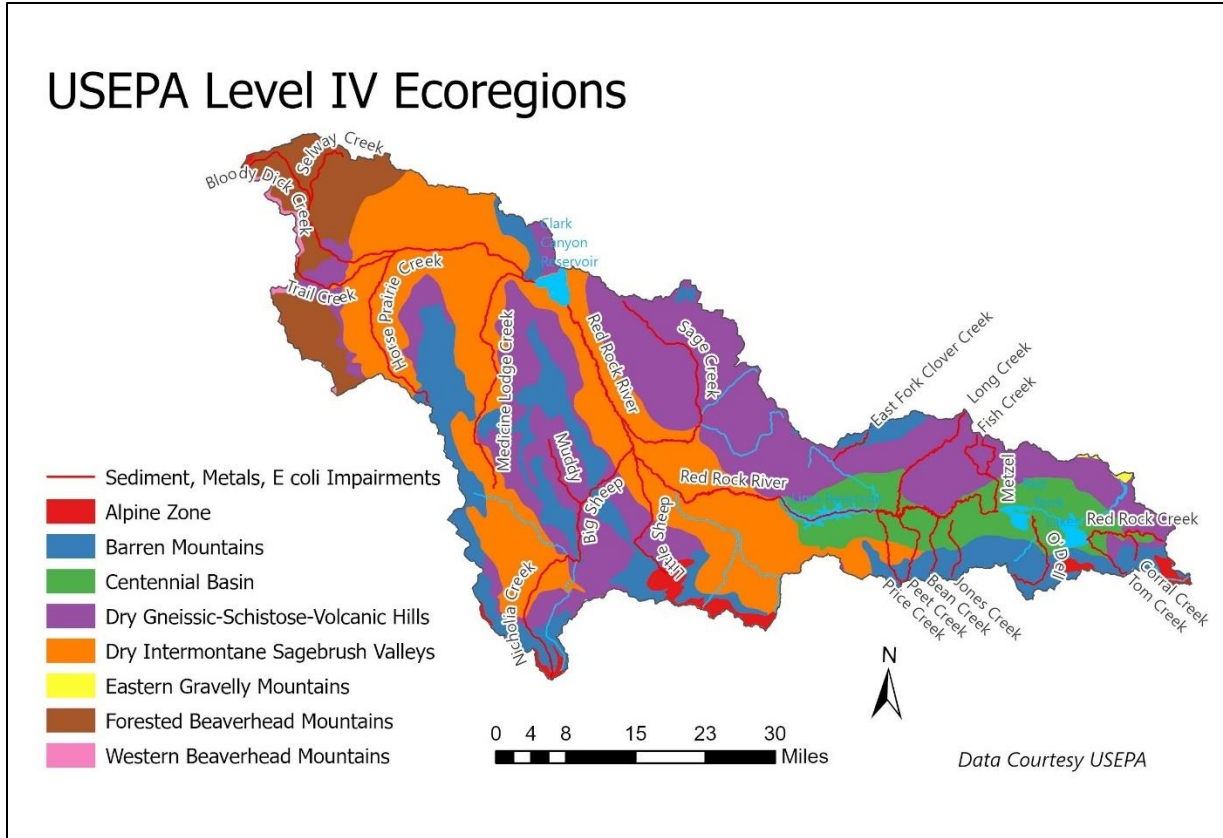 USEPA Level IV Ecoregions
Selway Creek
Bloody Dick Creek
Clark
Canyon
Reservoir
Trail Creek
Horse Prairie Creek
Medicine Lodge Creek
Red Rock River
Sage Creek
East Fork Clover Creek
Long Creek
Fish Creek
Muddy
Big Sheep
Red Rock River
Metzel
Red Rock Creek
Little Sheep
O'Dell
Nicholia Creek
Price Creek
Peet Creek
Bean Creek
Jones Creek
Tom Creek
Corral Creek
Sediment, Metals, E coli Impairments
Alpine Zone
Barren Mountains
Centennial Basin
Dry Gneissic-Schistose-Volcanic Hills
Dry Intermontane Sagebrush Valleys
Eastern Gravelly Mountains
Forested Beaverhead Mountains
Western Beaverhead Mountains
N
0 4 8 15 23 30
Miles
Data Courtesy USEPA